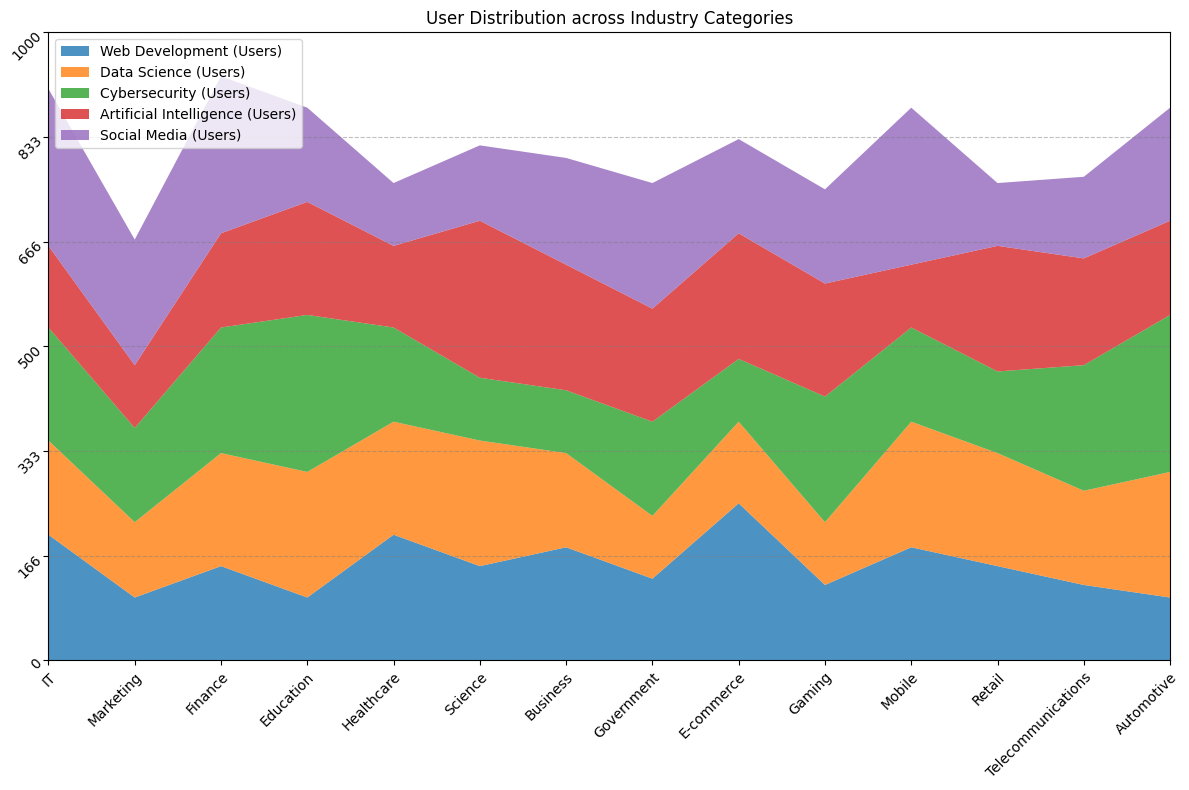 User Distribution across Industry Categories
Web Development (Users)
Data Science (Users)
Cybersecurity (Users)
Artificial Intelligence (Users)
Social Media (Users)
1000
833
666
500
333
166
0
IT
Marketing
Finance
Education
Healthcare
Science
Business
Government
E-commerce
Gaming
Mobile
Retail
Telecommunications
Automotive